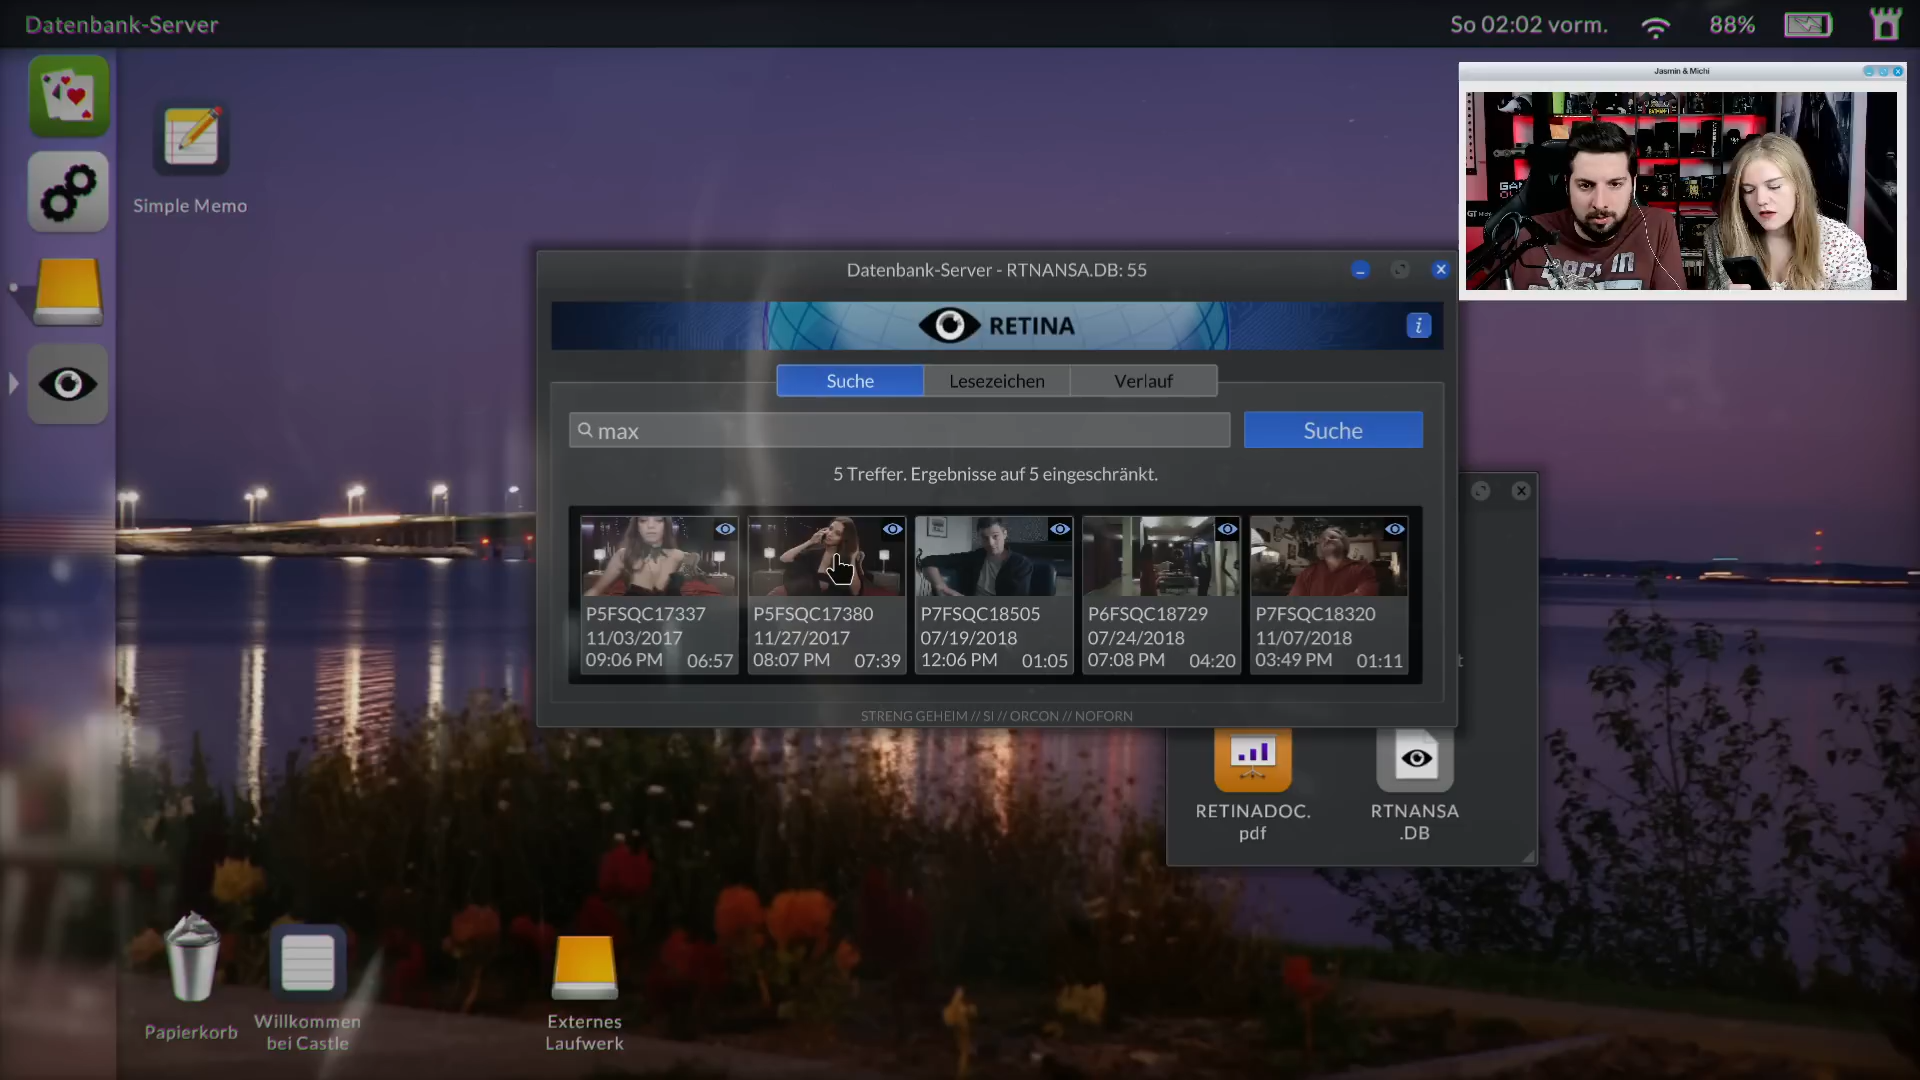 Datenbank-Server
So 02:02 vorm.
88%
Simple Memo
Jasmin & Michi
Datenbank-Server - RTNANSA.DB: 55
RETINA
i
Suche
Lesezeichen
Verlauf
max
Suche
5 Treffer. Ergebnisse auf 5 eingeschränkt.
P5FSQC17337
11/03/2017
09:06 PM 06:57
P5FSQC17380
11/27/2017
08:07 PM 07:39
P7FSQC18505
07/19/2018
12:06 PM 01:05
P6FSQC18729
07/24/2018
07:08 PM 04:20
P7FSQC18320
11/07/2018
03:49 PM 01:11
STRENG GEHEIM // SI // ORCON // NOFORN
RETINADOC.
pdf
RTNANSA
.DB
Papierkorb
Willkommen
bei Castle
Externes
Laufwerk